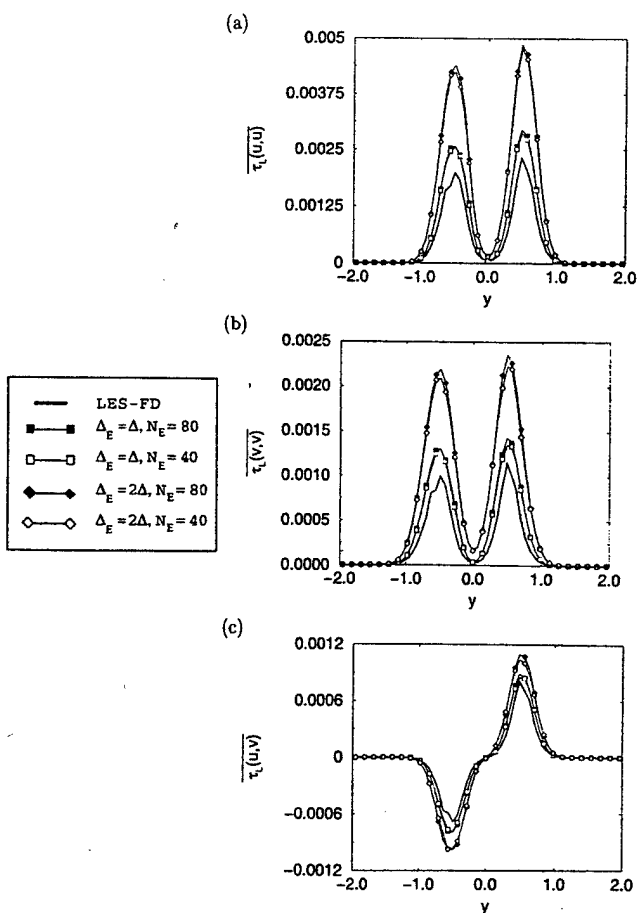 (a)
0.005
0.00375
0.0025
0.00125
0
τ_L(u,u)
-2.0 -1.0 0.0 1.0 2.0
y
(b)
0.0025
0.0020
0.0015
0.0010
0.0005
0.0000
τ_L(v,v)
-2.0 -1.0 0.0 1.0 2.0
y
LES-FD
Δ_E = Δ, N_E = 80
Δ_E = Δ, N_E = 40
Δ_E = 2Δ, N_E = 80
Δ_E = 2Δ, N_E = 40
(c)
0.0012
0.0006
0
-0.0006
-0.0012
τ_L(u,v)
-2.0 -1.0 0.0 1.0 2.0
y